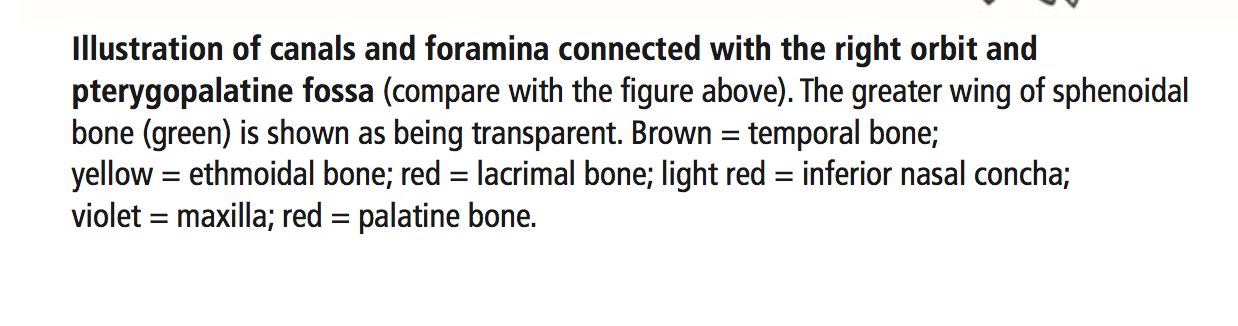 Illustration of canals and foramina connected with the right orbit and
pterygopalatine fossa (compare with the figure above). The greater wing of sphenoidal
bone (green) is shown as being transparent. Brown = temporal bone;
yellow = ethmoidal bone; red = lacrimal bone; light red = inferior nasal concha;
violet = maxilla; red = palatine bone.